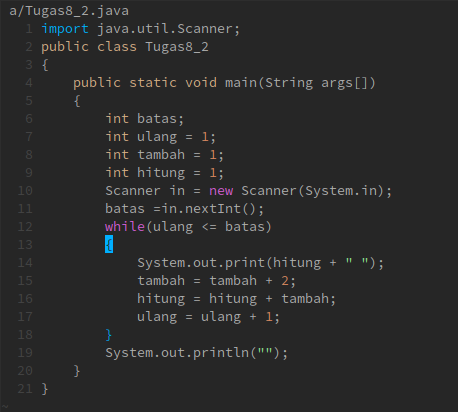 a/Tugas8_2.java
1 import java.util.Scanner;
2 public class Tugas8_2
3 {
4     public static void main(String args[])
5     {
6         int batas;
7         int ulang = 1;
8         int tambah = 1;
9         int hitung = 1;
10         Scanner in = new Scanner(System.in);
11         batas =in.nextInt();
12         while(ulang <= batas)
13         {
14             System.out.print(hitung + " ");
15             tambah = tambah + 2;
16             hitung = hitung + tambah;
17             ulang = ulang + 1;
18         }
19         System.out.println("");
20     }
21 }
~